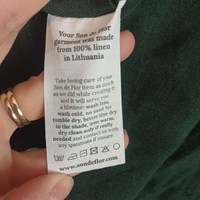 Your Son de Flor
garment was made
from 100% linen
in Lithuania
Take loving care of your
Son de Flor item as much
as we did while creating it
and it will serve you
a lifetime: wash less,
wash cold, no need for
tumble dry, better line dry
in the shade, iron warm,
dry clean only if really
needed and contact us with
any questions if unsure.
www.sondeflor.com